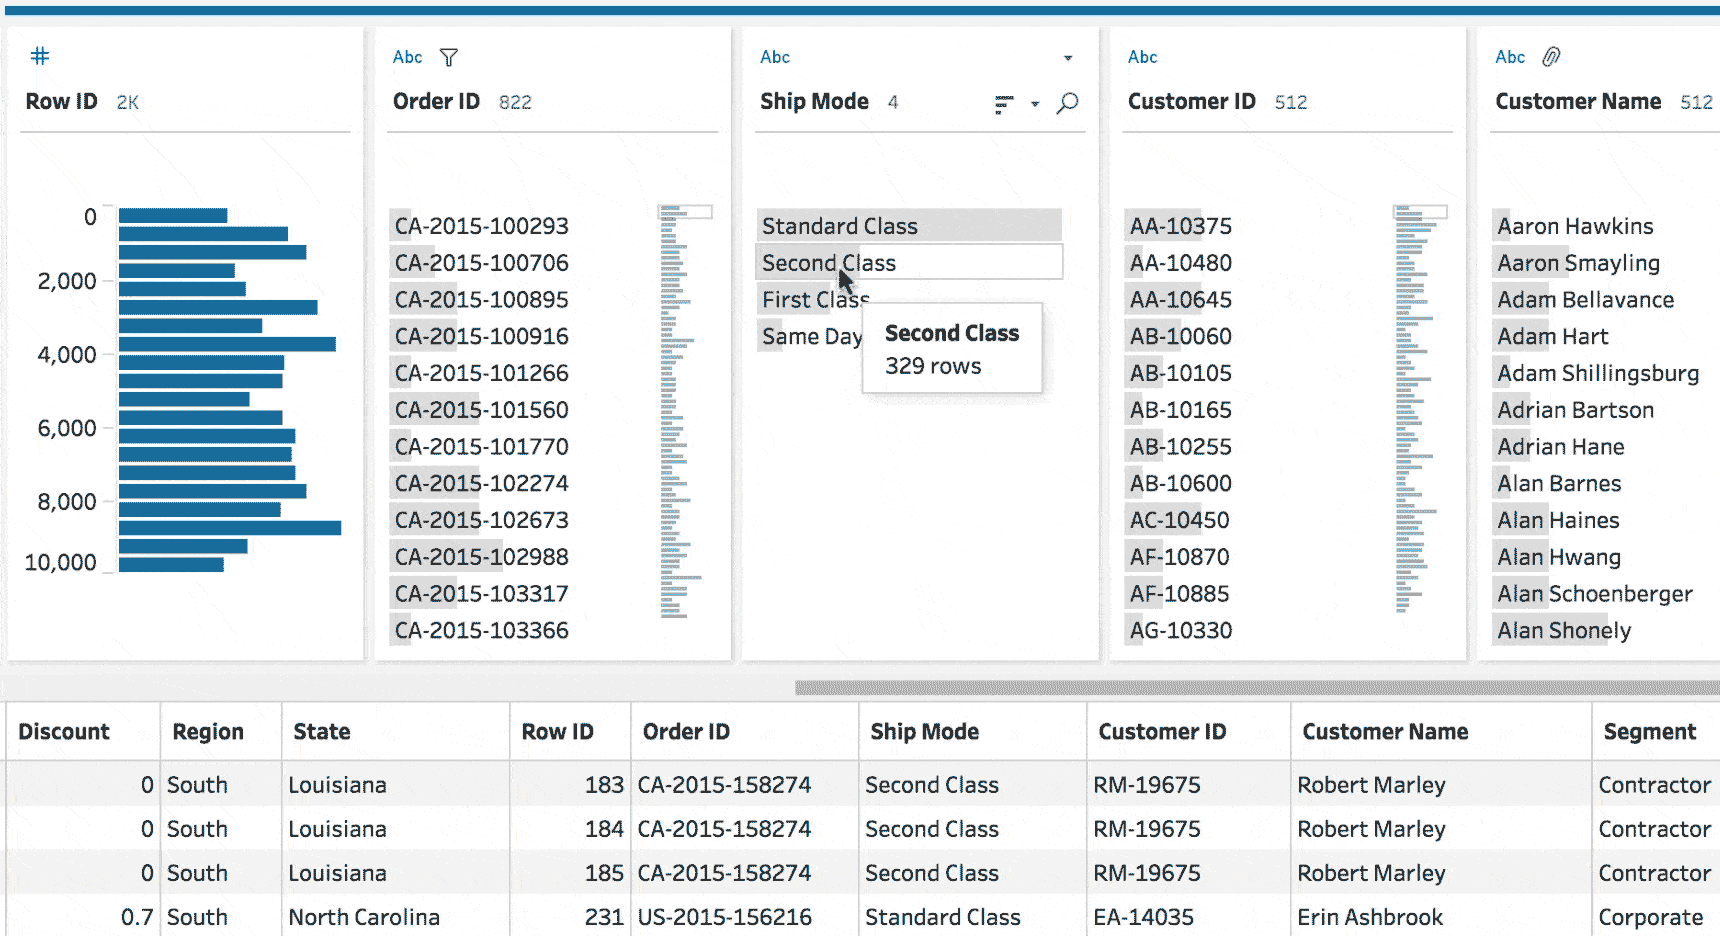 # Abc Abc Abc Abc
Row ID 2K Order ID 822 Ship Mode 4 Customer ID 512 Customer Name 512
0
2,000
4,000
6,000
8,000
10,000
CA-2015-100293
CA-2015-100706
CA-2015-100895
CA-2015-100916
CA-2015-101266
CA-2015-101560
CA-2015-101770
CA-2015-102274
CA-2015-102673
CA-2015-102988
CA-2015-103317
CA-2015-103366
Standard Class
Second Class
First Class
Same Day
Second Class
329 rows
AA-10375
AA-10480
AA-10645
AB-10060
AB-10105
AB-10165
AB-10255
AB-10600
AC-10450
AF-10870
AF-10885
AG-10330
Aaron Hawkins
Aaron Smayling
Adam Bellavance
Adam Hart
Adam Shillingsburg
Adrian Bartson
Adrian Hane
Alan Barnes
Alan Haines
Alan Hwang
Alan Schoenberger
Alan Shonely
Discount Region State Row ID Order ID Ship Mode Customer ID Customer Name Segment
0 South Louisiana 183 CA-2015-158274 Second Class RM-19675 Robert Marley Contractor
0 South Louisiana 184 CA-2015-158274 Second Class RM-19675 Robert Marley Contractor
0 South Louisiana 185 CA-2015-158274 Second Class RM-19675 Robert Marley Contractor
0.7 South North Carolina 231 US-2015-156216 Standard Class EA-14035 Erin Ashbrook Corporate